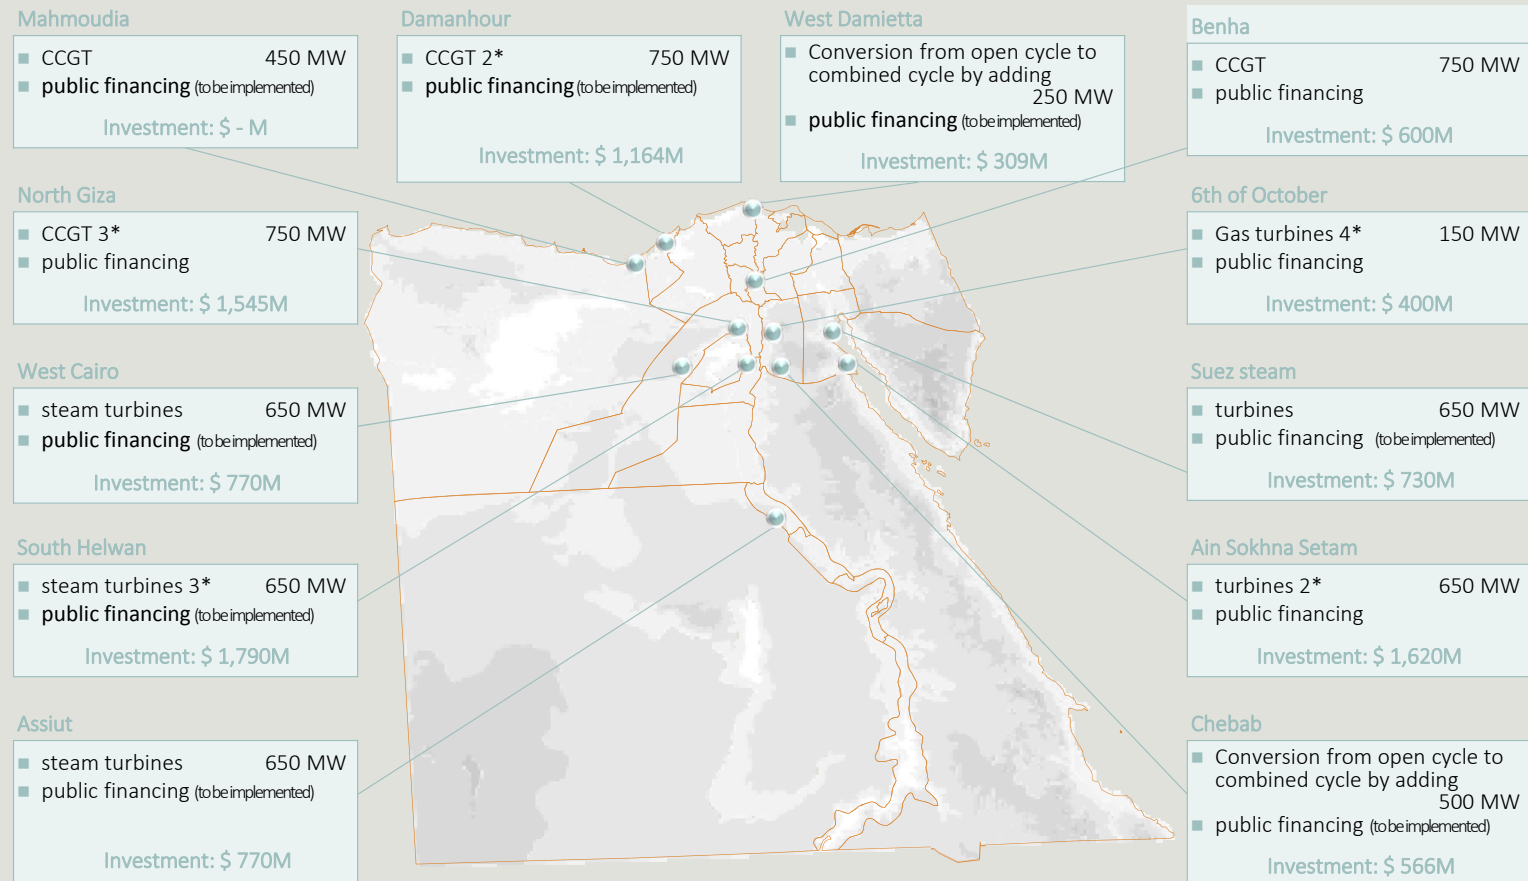 Mahmoudia
CCGT 450 MW
public financing (to be implemented)
Investment: $ - M
Damanhour
CCGT 2* 750 MW
public financing (to be implemented)
Investment: $ 1,164M
West Damietta
Conversion from open cycle to
combined cycle by adding
250 MW
public financing (to be implemented)
Investment: $ 309M
Benha
CCGT 750 MW
public financing
Investment: $ 600M
North Giza
CCGT 3* 750 MW
public financing
Investment: $ 1,545M
6th of October
Gas turbines 4* 150 MW
public financing
Investment: $ 400M
West Cairo
steam turbines 650 MW
public financing (to be implemented)
Investment: $ 770M
Suez steam
turbines 650 MW
public financing (to be implemented)
Investment: $ 730M
South Helwan
steam turbines 3* 650 MW
public financing (to be implemented)
Investment: $ 1,790M
Ain Sokhna Setam
turbines 2* 650 MW
public financing
Investment: $ 1,620M
Assiut
steam turbines 650 MW
public financing (to be implemented)
Investment: $ 770M
Chebab
Conversion from open cycle to
combined cycle by adding
500 MW
public financing (to be implemented)
Investment: $ 566M